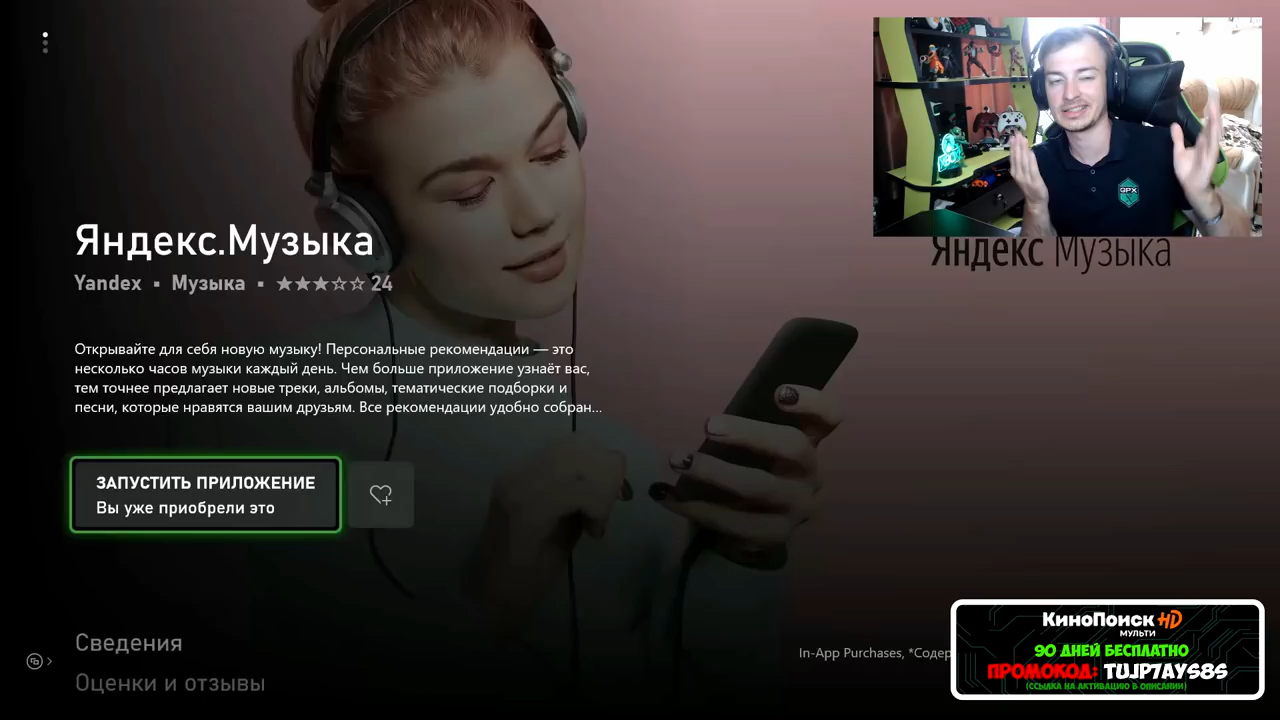 Яндекс.Музыка
Yandex ▪ Музыка ▪ ★★★☆☆ 24
Открывайте для себя новую музыку! Персональные рекомендации — это
несколько часов музыки каждый день. Чем больше приложение узнаёт вас,
тем точнее предлагает новые треки, альбомы, тематические подборки и
песни, которые нравятся вашим друзьям. Все рекомендации удобно собран...
ЗАПУСТИТЬ ПРИЛОЖЕНИЕ
Вы уже приобрели это
Сведения
Оценки и отзывы
QPX
Яндекс Музыка
In-App Purchases, *Содер
КиноПоиск HD
МУЛЬТИ
90 ДНЕЙ БЕСПЛАТНО
ПРОМОКОД: TUJP7AYS8S
(ССЫЛКА НА АКТИВАЦИЮ В ОПИСАНИИ)